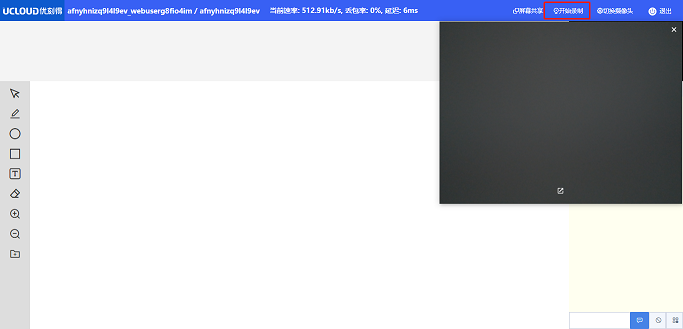 UCLOUD优刻得 afnyhnizq9l4l9ev_webuserg8fio4im / afnyhnizq9l4l9ev 当前速率: 512.91kb/s, 丢包率: 0%, 延迟: 6ms 屏幕共享 开始录制 切换摄像头 退出
T